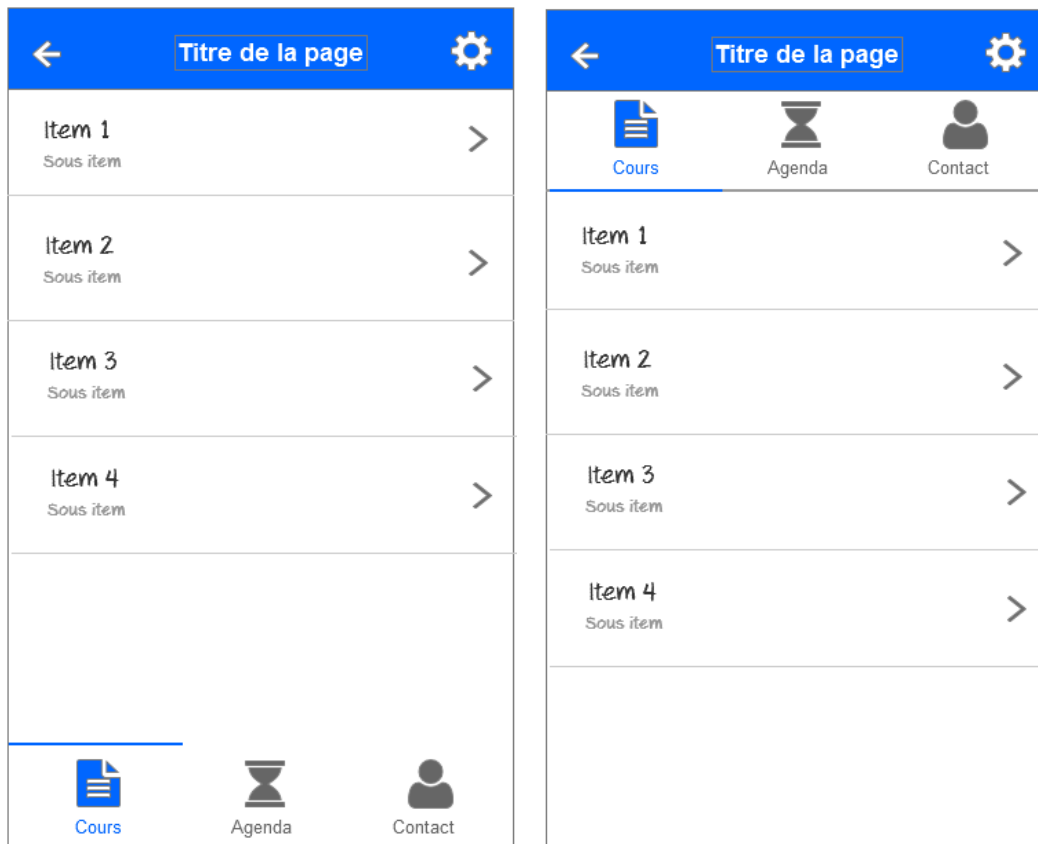 Titre de la page
Item 1
Sous item
Item 2
Sous item
Item 3
Sous item
Item 4
Sous item
Cours
Agenda
Contact
Titre de la page
Cours
Agenda
Contact
Item 1
Sous item
Item 2
Sous item
Item 3
Sous item
Item 4
Sous item